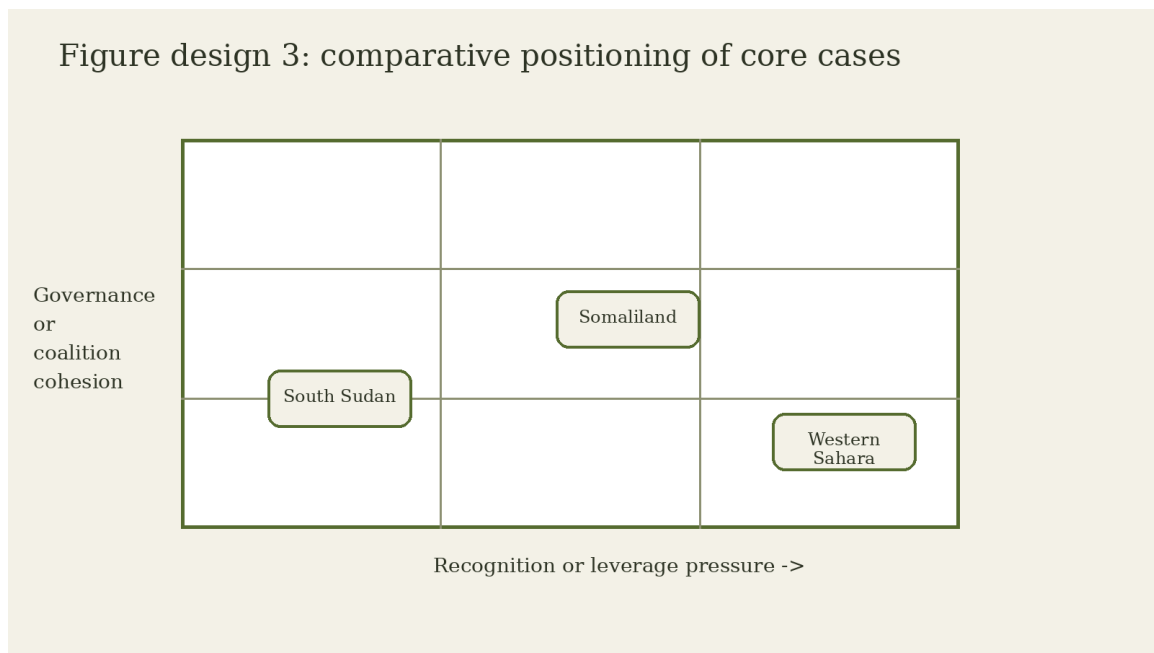 Figure design 3: comparative positioning of core cases
Governance
or
coalition
cohesion
Somaliland
South Sudan
Western
Sahara
Recognition or leverage pressure ->